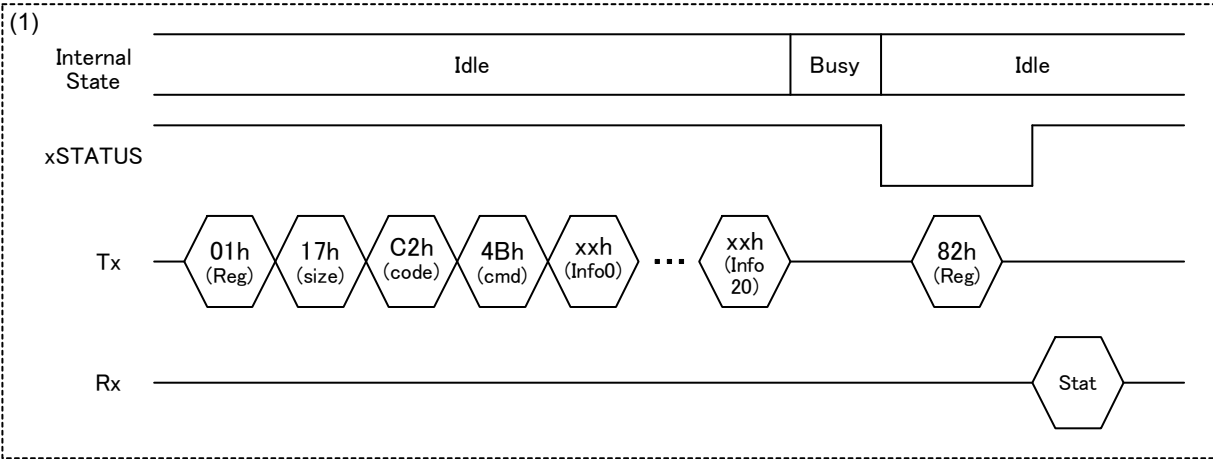 (1)
Internal
State
Idle
Busy
Idle
xSTATUS
Tx
01h
(Reg)
17h
(size)
C2h
(code)
4Bh
(cmd)
xxh
(Info0)
...
xxh
(Info
20)
82h
(Reg)
Rx
Stat